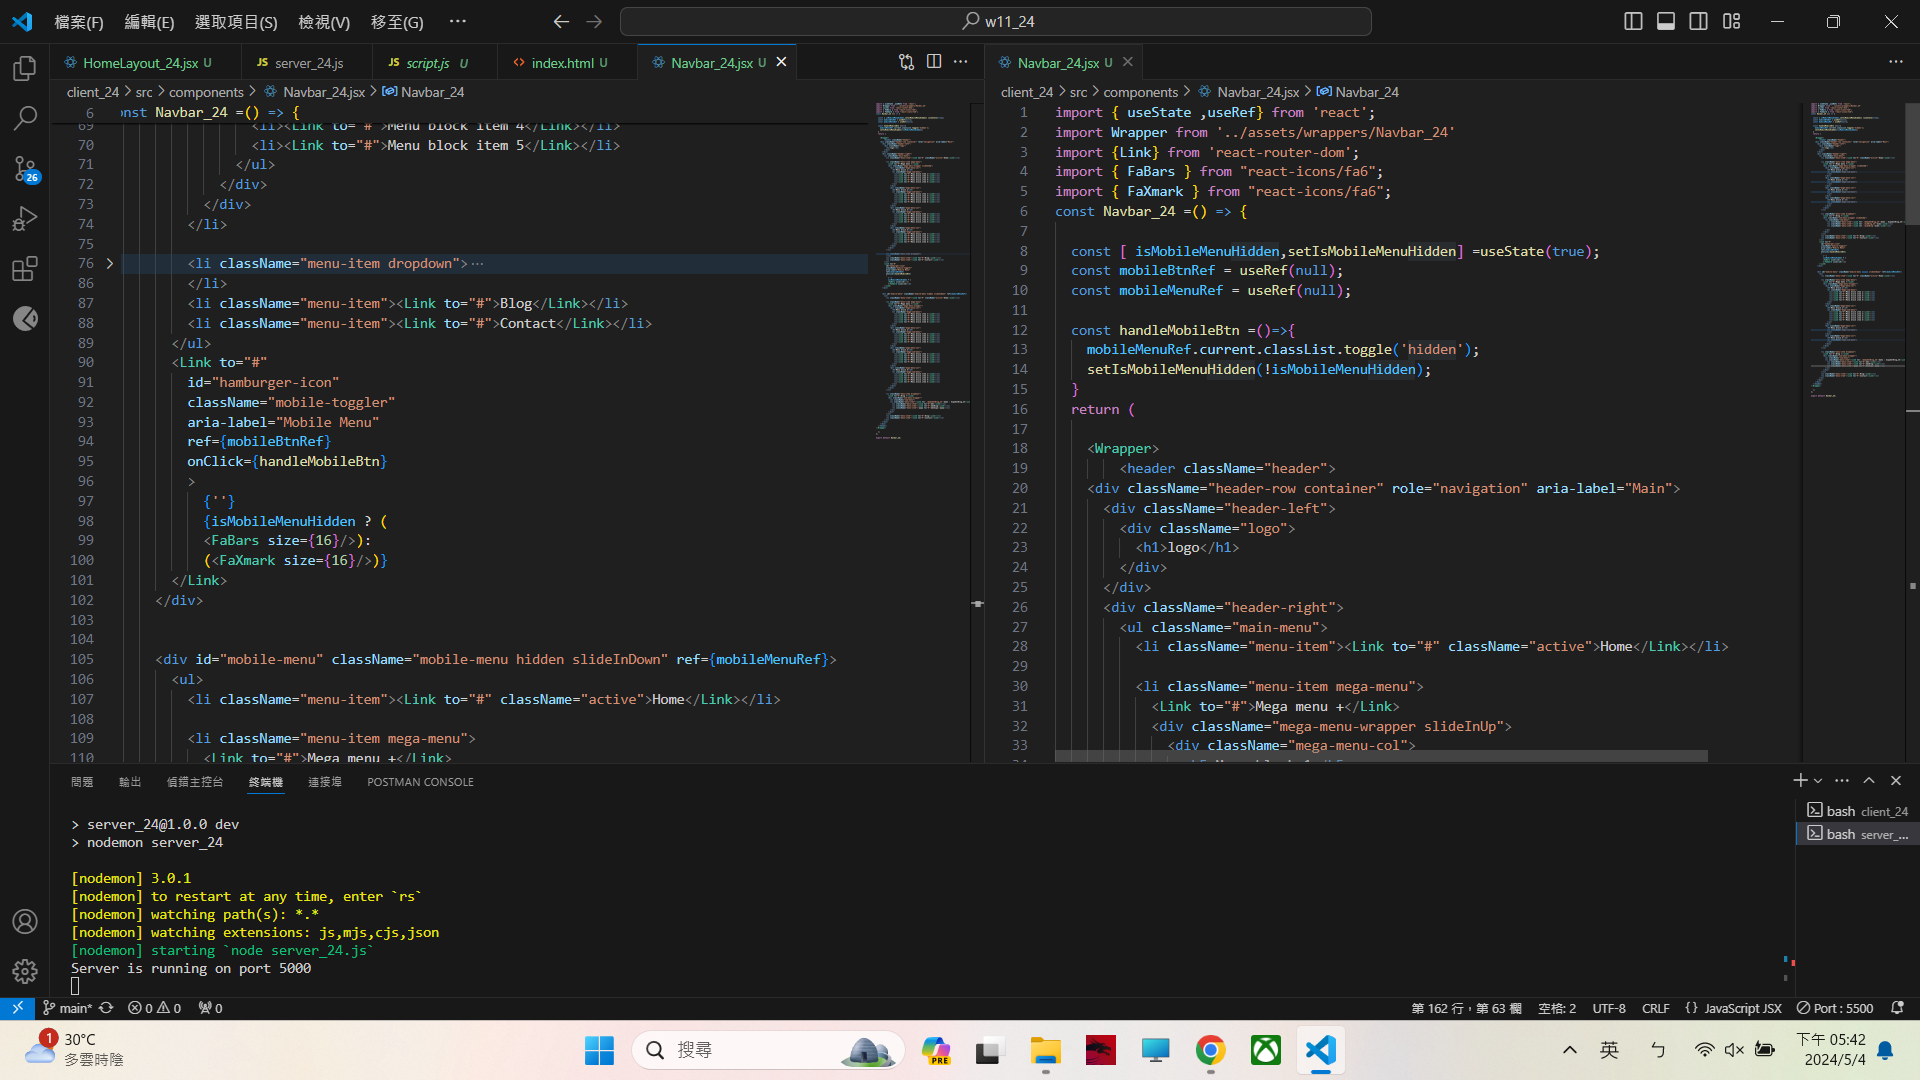 檔案(F) 編輯(E) 選取項目(S) 檢視(V) 移至(G) ··· w11_24
HomeLayout_24.jsx U JS server_24.js JS script.js U index.html U Navbar_24.jsx U
client_24 > src > components > Navbar_24.jsx > Navbar_24
6 onst Navbar_24 =() => {
69 <li><Link to="#">Menu block item 4</Link></li>
70 <li><Link to="#">Menu block item 5</Link></li>
71 </ul>
72 </div>
73 </div>
74 </li>
75
76 <li className="menu-item dropdown">···
86 </li>
87 <li className="menu-item"><Link to="#">Blog</Link></li>
88 <li className="menu-item"><Link to="#">Contact</Link></li>
89 </ul>
90 <Link to="#"
91 id="hamburger-icon"
92 className="mobile-toggler"
93 aria-label="Mobile Menu"
94 ref={mobileBtnRef}
95 onClick={handleMobileBtn}
96 >
97 {''}
98 {isMobileMenuHidden ? (
99 <FaBars size={16}/>):
100 (<FaXmark size={16}/>)}
101 </Link>
102 </div>
103
104
105 <div id="mobile-menu" className="mobile-menu hidden slideInDown" ref={mobileMenuRef}>
106 <ul>
107 <li className="menu-item"><Link to="#" className="active">Home</Link></li>
108
109 <li className="menu-item mega-menu">
110 <Link to="#">Mega menu +</Link>
Navbar_24.jsx U
client_24 > src > components > Navbar_24.jsx > Navbar_24
1 import { useState ,useRef} from 'react';
2 import Wrapper from '../assets/wrappers/Navbar_24'
3 import {Link} from 'react-router-dom';
4 import { FaBars } from "react-icons/fa6";
5 import { FaXmark } from "react-icons/fa6";
6 const Navbar_24 =() => {
7
8 const [ isMobileMenuHidden,setIsMobileMenuHidden] =useState(true);
9 const mobileBtnRef = useRef(null);
10 const mobileMenuRef = useRef(null);
11
12 const handleMobileBtn =()=>{
13 mobileMenuRef.current.classList.toggle('hidden');
14 setIsMobileMenuHidden(!isMobileMenuHidden);
15 }
16 return (
17
18 <Wrapper>
19 <header className="header">
20 <div className="header-row container" role="navigation" aria-label="Main">
21 <div className="header-left">
22 <div className="logo">
23 <h1>logo</h1>
24 </div>
25 </div>
26 <div className="header-right">
27 <ul className="main-menu">
28 <li className="menu-item"><Link to="#" className="active">Home</Link></li>
29
30 <li className="menu-item mega-menu">
31 <Link to="#">Mega menu +</Link>
32 <div className="mega-menu-wrapper slideInUp">
33 <div className="mega-menu-col">
問題 輸出 偵錯主控台 終端機 連接埠 POSTMAN CONSOLE
> server_24@1.0.0 dev
> nodemon server_24
[nodemon] 3.0.1
[nodemon] to restart at any time, enter `rs`
[nodemon] watching path(s): *.*
[nodemon] watching extensions: js,mjs,cjs,json
[nodemon] starting `node server_24.js`
Server is running on port 5000
bash client_24
bash server_...
26
main* 0 0 0 第 162 行，第 63 欄 空格: 2 UTF-8 CRLF {} JavaScript JSX Port : 5500
1 30°C
多雲時陰
搜尋
PRE
英 ㄅ
下午 05:42
2024/5/4